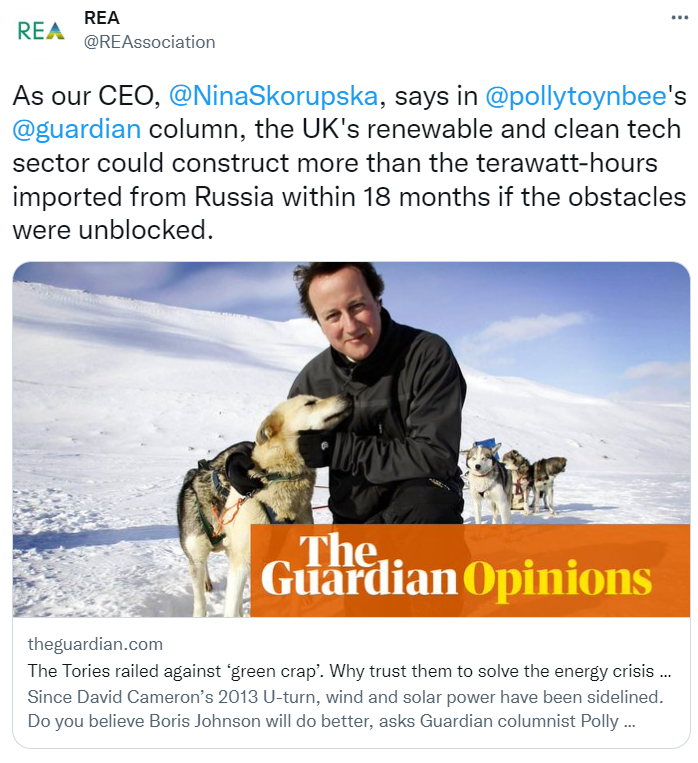 REA
REA
@REAssociation
As our CEO, @NinaSkorupska, says in @pollytoynbee's
@guardian column, the UK's renewable and clean tech
sector could construct more than the terawatt-hours
imported from Russia within 18 months if the obstacles
were unblocked.
The
Guardian Opinions
theguardian.com
The Tories railed against ‘green crap’. Why trust them to solve the energy crisis ...
Since David Cameron’s 2013 U-turn, wind and solar power have been sidelined.
Do you believe Boris Johnson will do better, asks Guardian columnist Polly ...